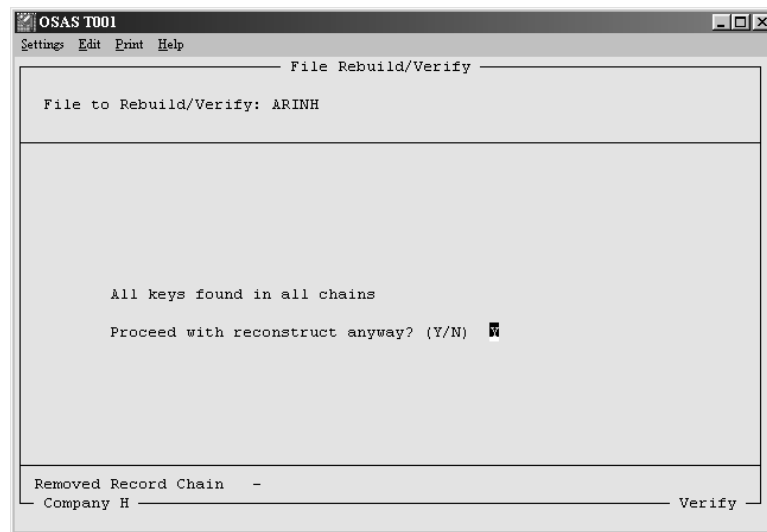 OSAS T001
Settings Edit Print Help
File Rebuild/Verify
File to Rebuild/Verify: ARINH
All keys found in all chains
Proceed with reconstruct anyway? (Y/N)
Removed Record Chain -
Company H Verify